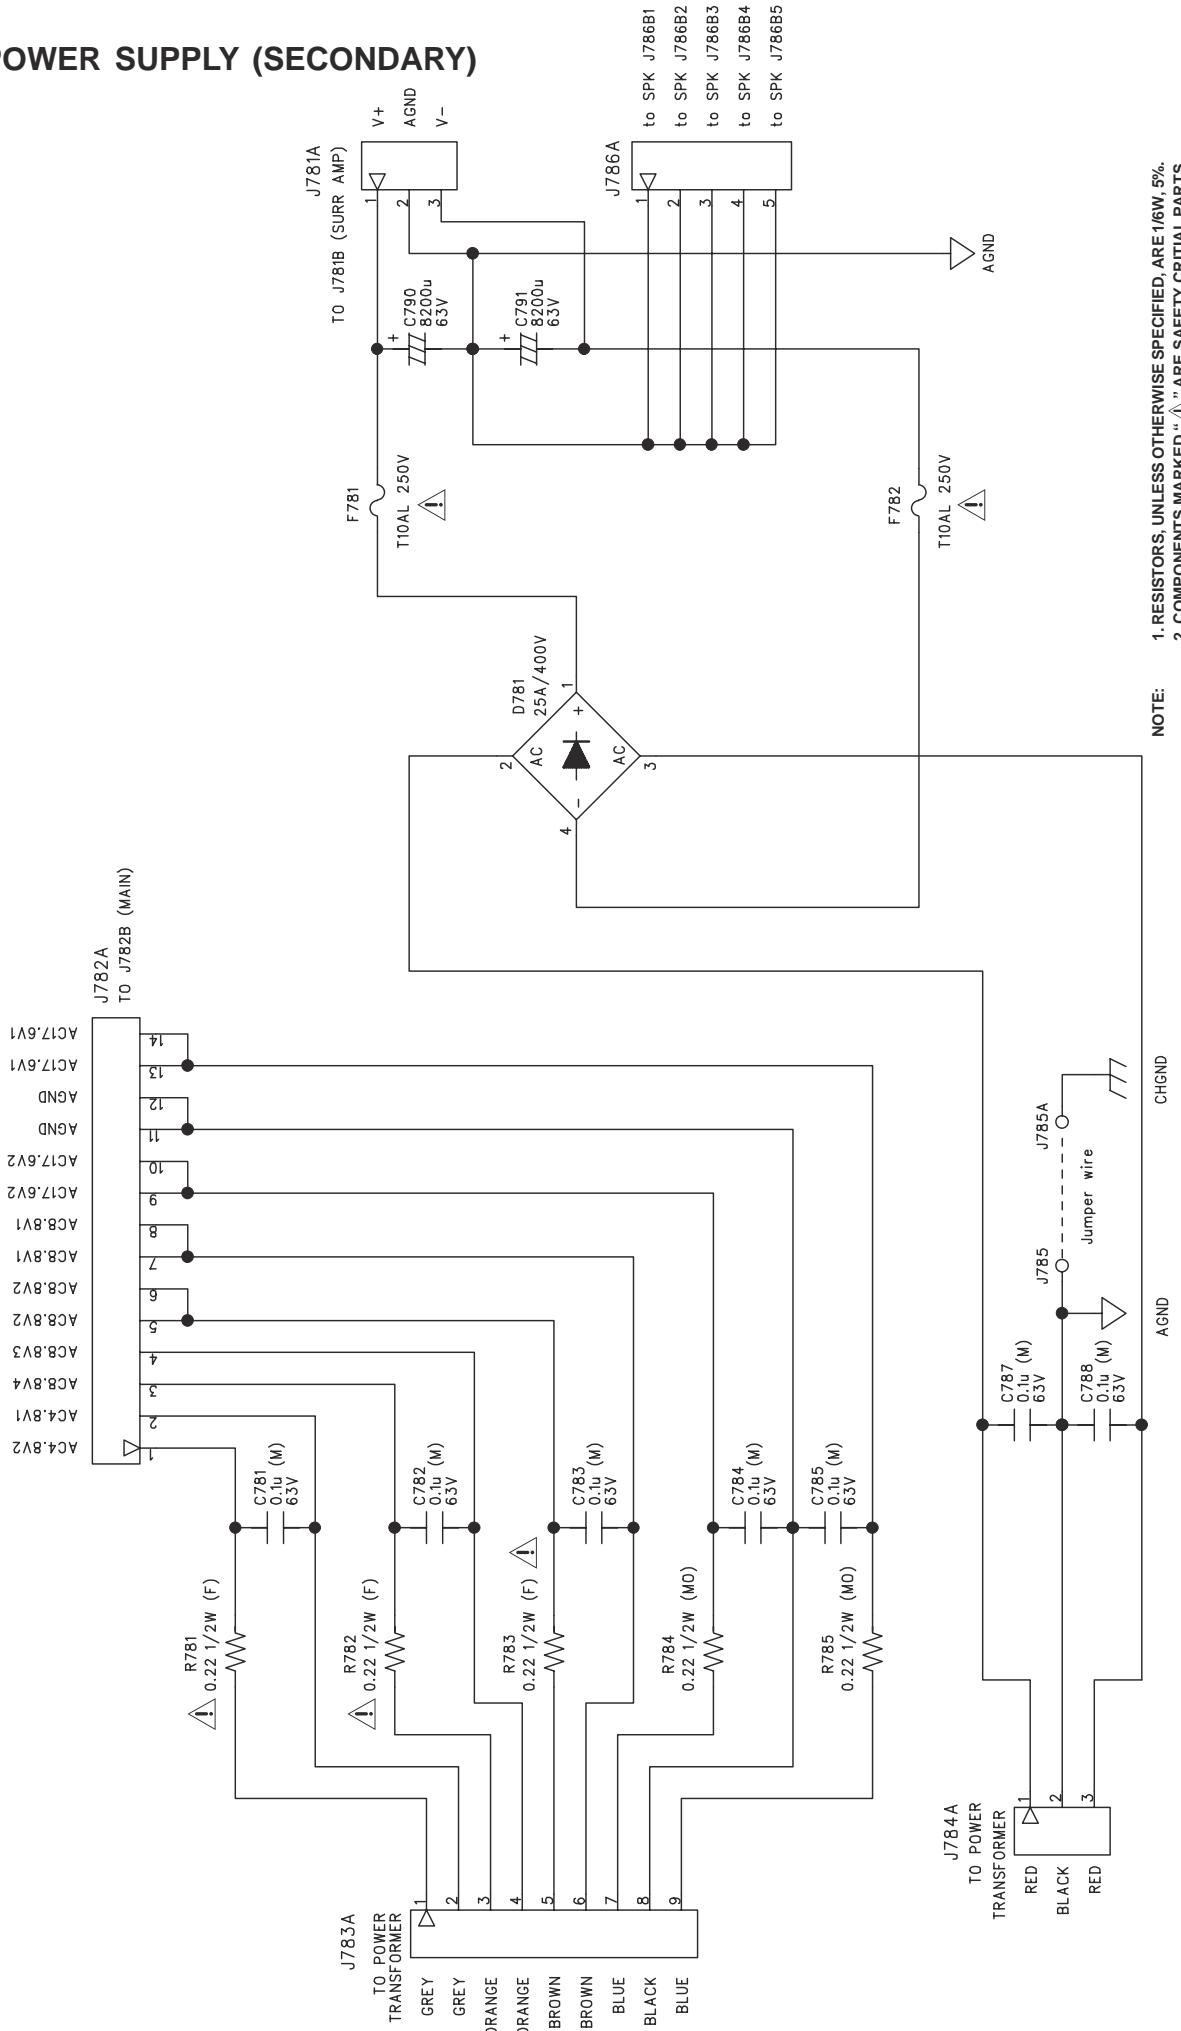 POWER SUPPLY (SECONDARY)
to SPK J786B1
to SPK J786B2
to SPK J786B3
to SPK J786B4
to SPK J786B5
V+
AGND
V-
J781A
TO J781B (SURR AMP)
1
2
3
J786A
1
2
3
4
5
AGND
+
C790
8200u
63V
+
C791
8200u
63V
F781
T10AL 250V
F782
T10AL 250V
D781
25A/400V
1
2
3
4
AC
AC
+
-
NOTE:
1. RESISTORS, UNLESS OTHERWISE SPECIFIED, ARE 1/6W, 5%.
2. COMPONENTS MARKED " ⚠ " ARE SAFETY CRITIAL PARTS
J782A
TO J782B (MAIN)
AC17.6V1
AC17.6V1
AGND
AGND
AC17.6V2
AC17.6V2
AC8.8V1
AC8.8V1
AC8.8V2
AC8.8V2
AC8.8V3
AC8.8V4
AC4.8V1
AC4.8V2
14
13
12
11
10
9
8
7
6
5
4
3
2
1
C781
0.1u (M)
63V
C782
0.1u (M)
63V
C783
0.1u (M)
63V
C784
0.1u (M)
63V
C785
0.1u (M)
63V
R781
0.22 1/2W (F)
R782
0.22 1/2W (F)
R783
0.22 1/2W (F)
R784
0.22 1/2W (MO)
R785
0.22 1/2W (MO)
J785A
Jumper wire
J785
CHGND
AGND
C787
0.1u (M)
63V
C788
0.1u (M)
63V
J783A
TO POWER
TRANSFORMER
1
2
3
4
5
6
7
8
9
GREY
GREY
ORANGE
ORANGE
BROWN
BROWN
BLUE
BLACK
BLUE
J784A
TO POWER
TRANSFORMER
1
2
3
RED
BLACK
RED